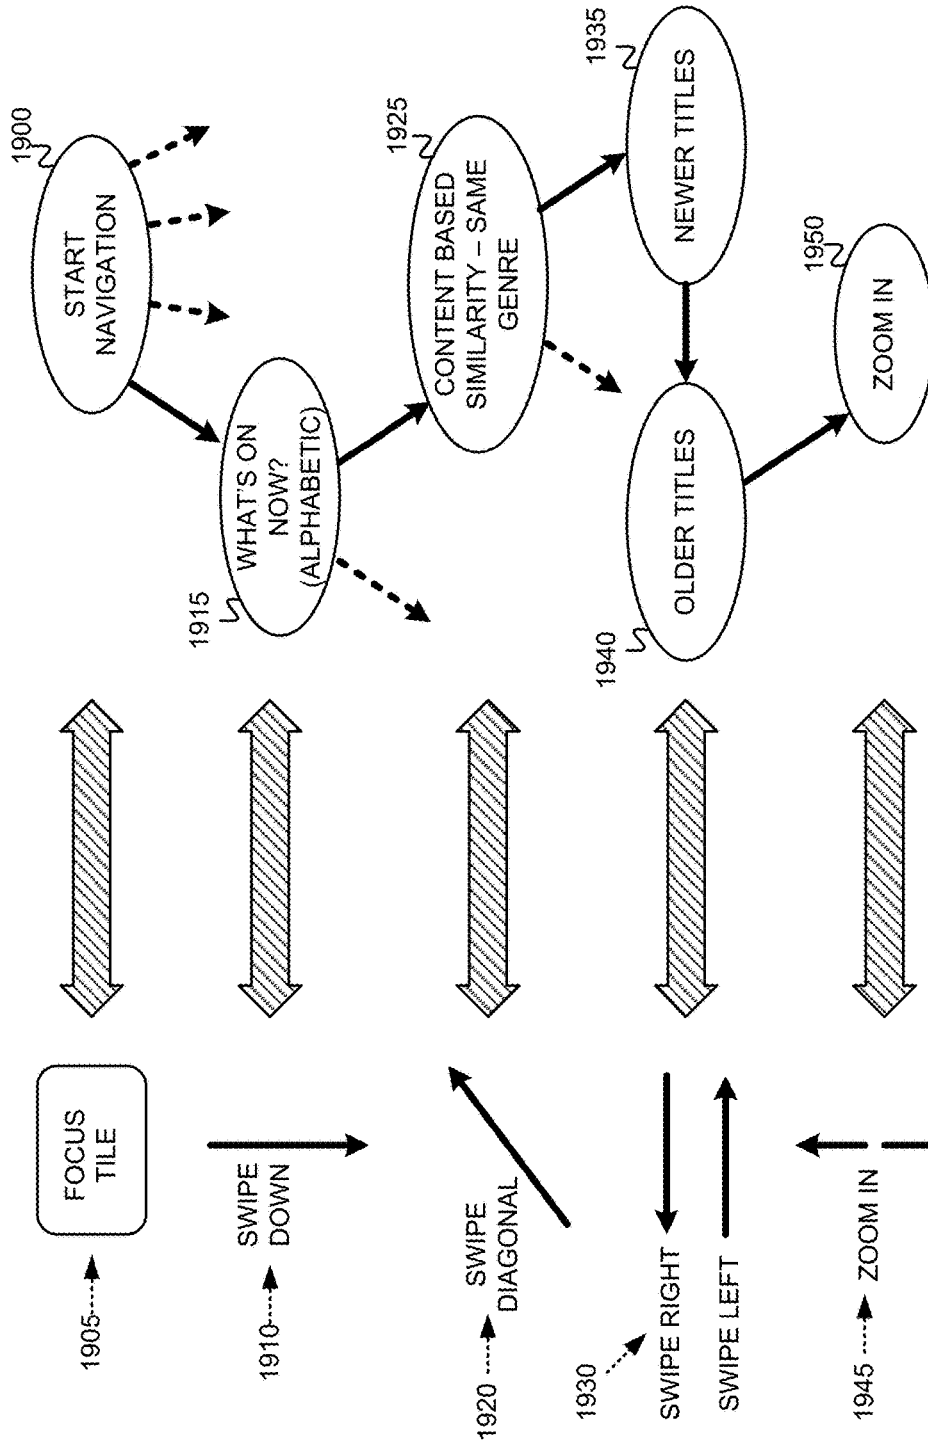 1900
1905
FOCUS
TILE
START
NAVIGATION
1910
SWIPE
DOWN
1915
WHAT'S ON
NOW?
(ALPHABETIC)
1920
SWIPE
DIAGONAL
1925
CONTENT BASED
SIMILARITY – SAME
GENRE
1930
SWIPE RIGHT
SWIPE LEFT
1940
OLDER TITLES
1935
NEWER TITLES
1945
ZOOM IN
1950
ZOOM IN